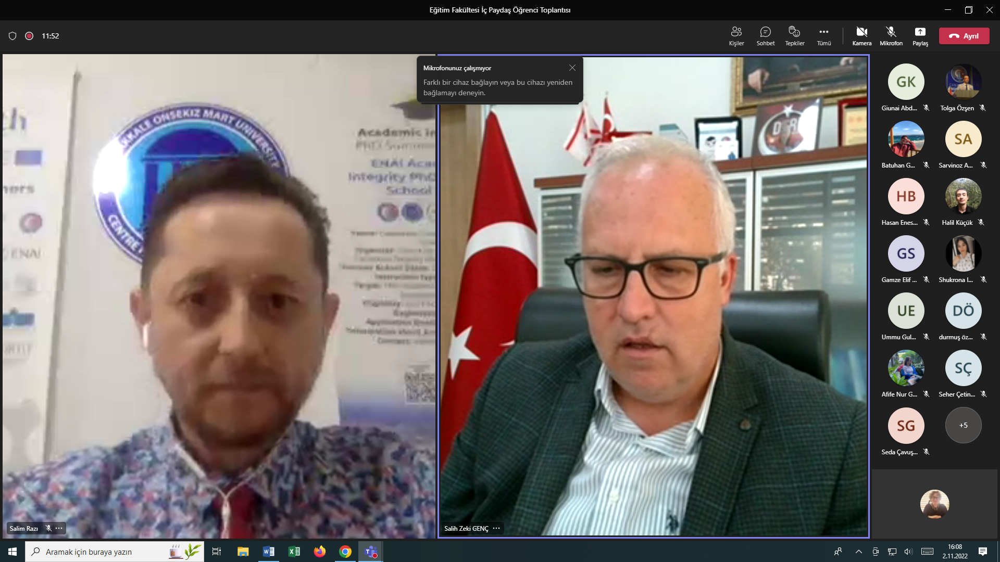 Eğitim Fakültesi İç Paydaş Öğrenci Toplantısı
11:52
Kişiler
Sohbet
Tepkiler
Tümü
Kamera
Mikrofon
Paylaş
Ayrıl
Mikrofonunuz çalışmıyor
Farklı bir cihaz bağlayın veya bu cihazı yeniden
bağlamayı deneyin.
KKALE ONSEKIZ MART UNIVERSITY
CENTRE
Academic In
PhD Summe
ENAI Aca
Integrity PhD
School
ENAI
Salim Razı
Salih Zeki GENÇ
GK
Giunai Abd...
Tolga Özşen
Batuhan G...
SA
Sarvinoz A...
HB
Hasan Enes...
Halil Küçük
GS
Gamze Elif ...
Shukrona I...
UE
Ummu Gul...
DÖ
durmuş öz...
Afife Nur G...
SÇ
Seher Çetin...
SG
Seda Çavuş...
+5
Aramak için buraya yazın
16:08
2.11.2022